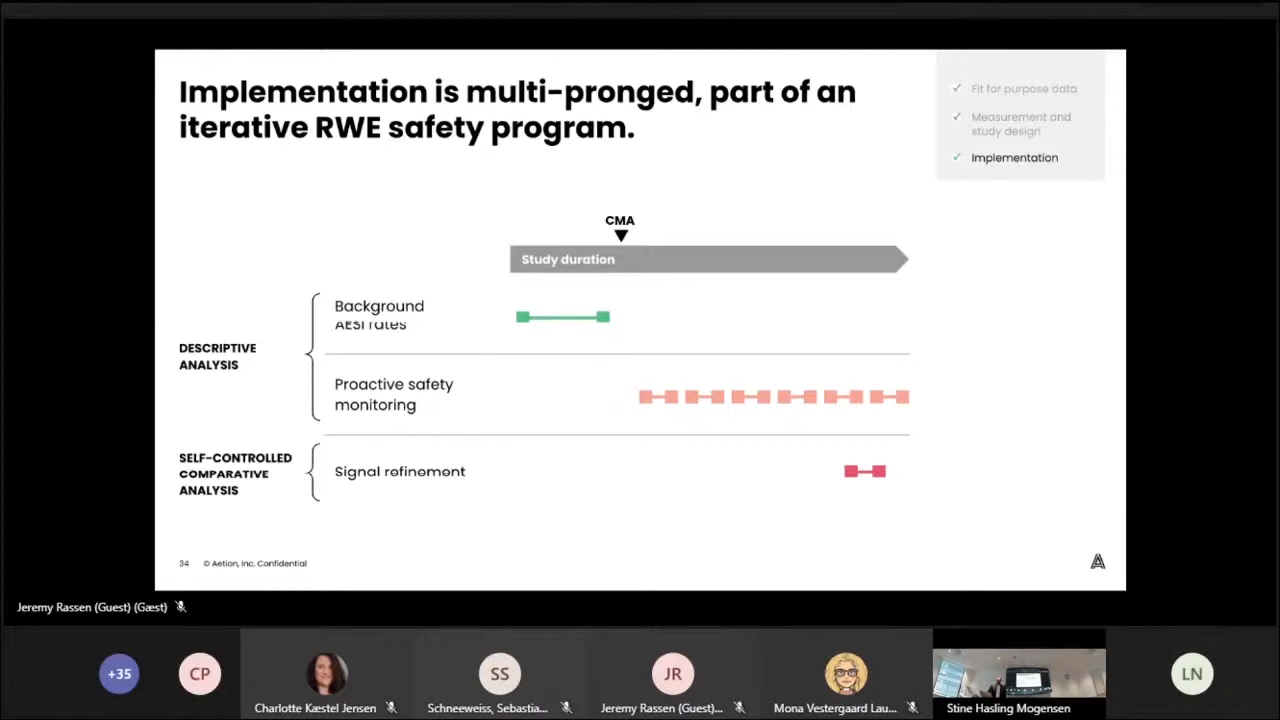 Implementation is multi-pronged, part of an
iterative RWE safety program.
✓ Fit for purpose data
✓ Measurement and
study design
✓ Implementation
CMA
Study duration
Background
AESI rates
DESCRIPTIVE
ANALYSIS
Proactive safety
monitoring
SELF-CONTROLLED
COMPARATIVE
ANALYSIS
Signal refinement
34 © Aetion, Inc. Confidential
Jeremy Rassen (Guest) (Gæst)
+35
CP
Charlotte Kæstel Jensen
SS
Schneeweiss, Sebastia...
JR
Jeremy Rassen (Guest)...
Mona Vestergaard Lau...
Stine Hasling Mogensen
LN